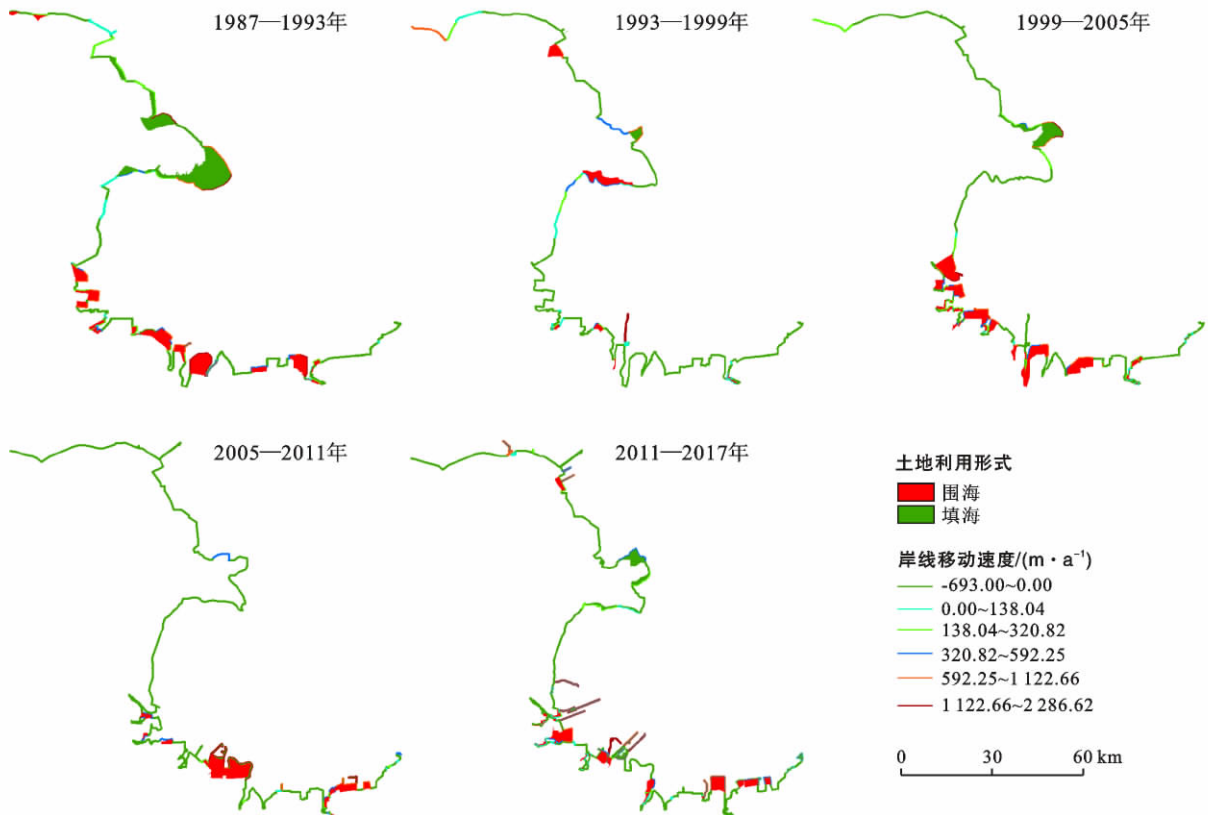 1987—1993年
1993—1999年
1999—2005年
2005—2011年
2011—2017年
土地利用形式
围海
填海
岸线移动速度/(m·a⁻¹)
-693.00~0.00
0.00~138.04
138.04~320.82
320.82~592.25
592.25~1 122.66
1 122.66~2 286.62
0 30 60 km